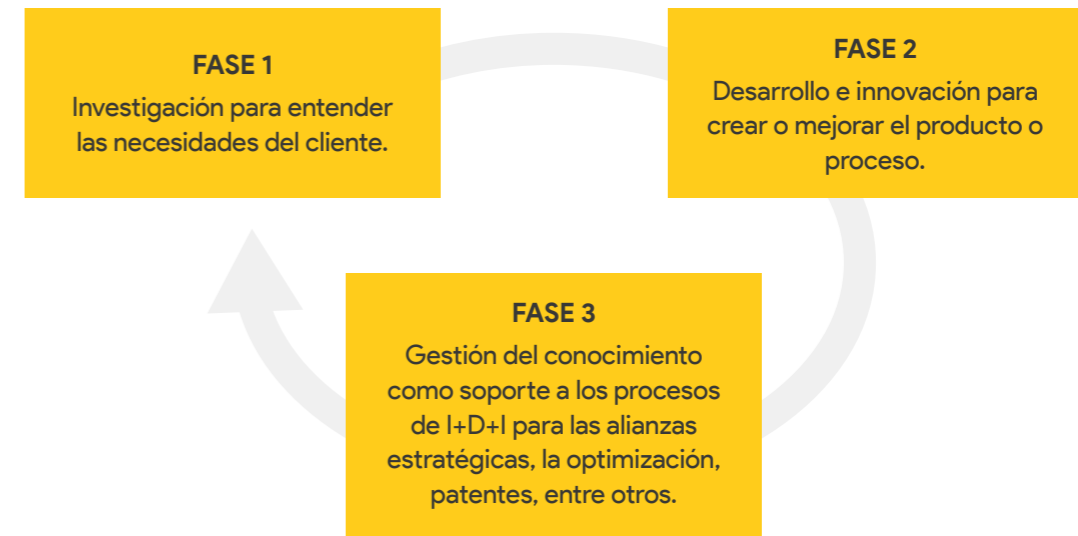 FASE 1
Investigación para entender
las necesidades del cliente.
FASE 2
Desarrollo e innovación para
crear o mejorar el producto o
proceso.
FASE 3
Gestión del conocimiento
como soporte a los procesos
de I+D+I para las alianzas
estratégicas, la optimización,
patentes, entre otros.